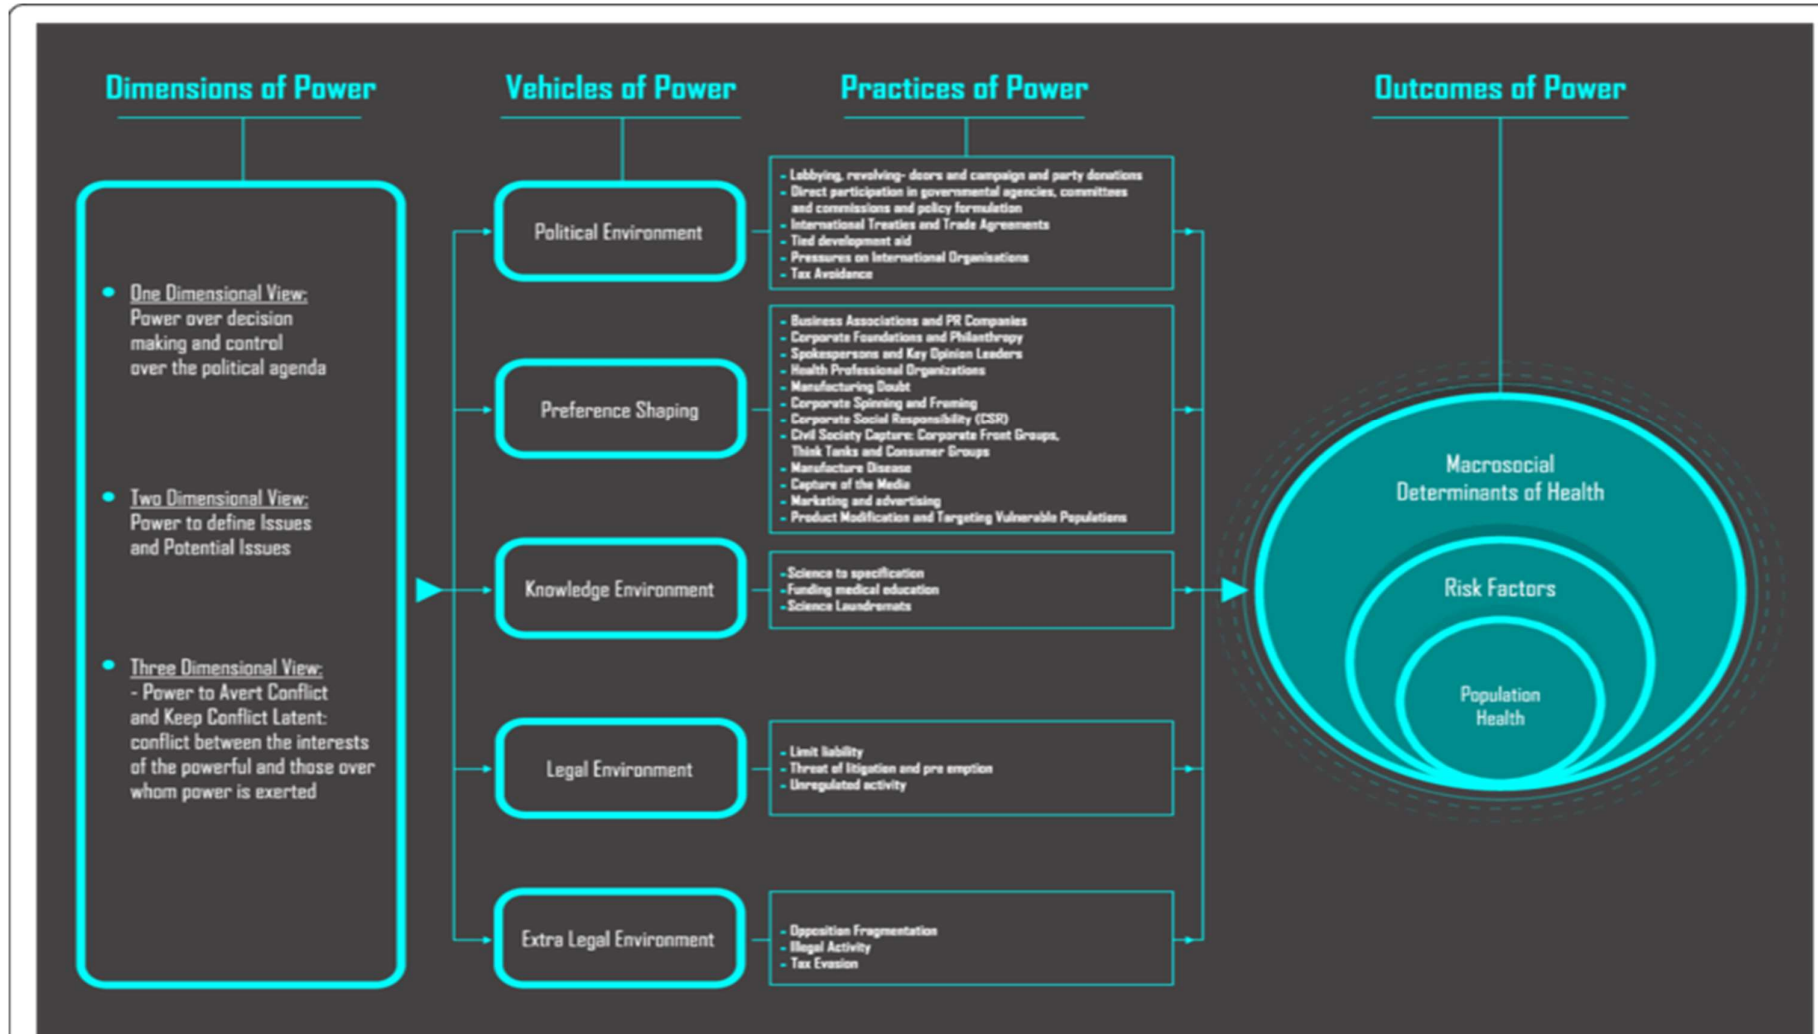 Dimensions of Power
Vehicles of Power
Practices of Power
Outcomes of Power
One Dimensional View:
Power over decision
making and control
over the political agenda
Two Dimensional View:
Power to define Issues
and Potential Issues
Three Dimensional View:
- Power to Avert Conflict
and Keep Conflict Latent:
conflict between the interests
of the powerful and those over
whom power is exerted
Political Environment
- Lobbying, revolving- doors and campaign and party donations
- Direct participation in governmental agencies, committees
and commissions and policy formulation
- International Treaties and Trade Agreements
- Tied development aid
- Pressures on International Organisations
- Tax Avoidance
Preference Shaping
- Business Associations and PR Companies
- Corporate Foundations and Philanthropy
- Spokespersons and Key Opinion Leaders
- Health Professional Organizations
- Manufacturing Doubt
- Corporate Spinning and Framing
- Corporate Social Responsibility (CSR)
- Civil Society Capture: Corporate Front Groups,
Think Tanks and Consumer Groups
- Manufacture Disease
- Capture of the Media
- Marketing and advertising
- Product Modification and Targeting Vulnerable Populations
Knowledge Environment
- Science to specification
- Funding medical education
- Science Laundromats
Legal Environment
- Limit liability
- Threat of litigation and pre emption
- Unregulated activity
Extra Legal Environment
- Opposition Fragmentation
- Illegal Activity
- Tax Evasion
Macrosocial
Determinants of Health
Risk Factors
Population
Health